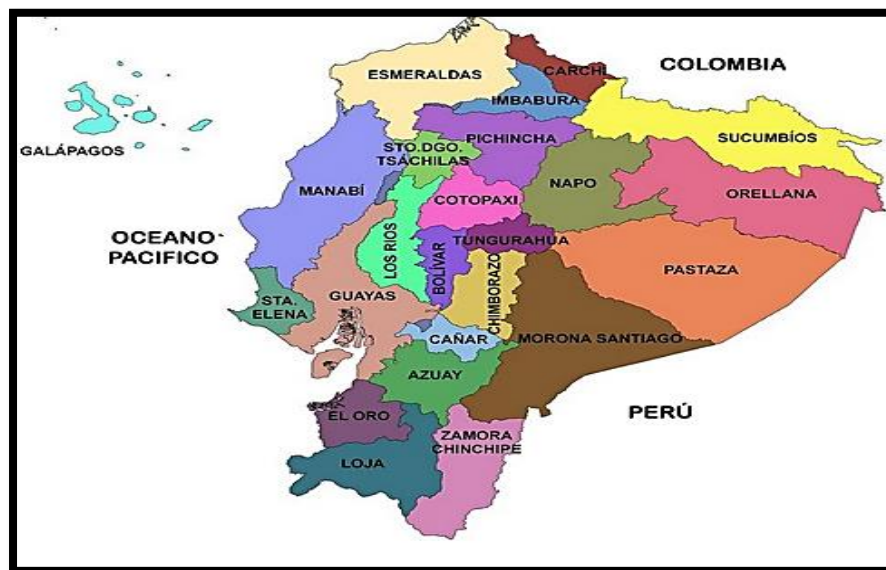 COLOMBIA
CARCHI
ESMERALDAS
IMBABURA
SUCUMBÍOS
PICHINCHA
GALÁPAGOS
STO.DGO.
TSÁCHILAS
NAPO
ORELLANA
MANABÍ
COTOPAXI
OCEANO
PACIFICO
LOS RIOS
BOLÍVAR
TUNGURAHUA
CHIMBORAZO
PASTAZA
STA.
ELENA
GUAYAS
CAÑAR
MORONA SANTIAGO
AZUAY
PERÚ
EL ORO
ZAMORA
CHINCHIPE
LOJA